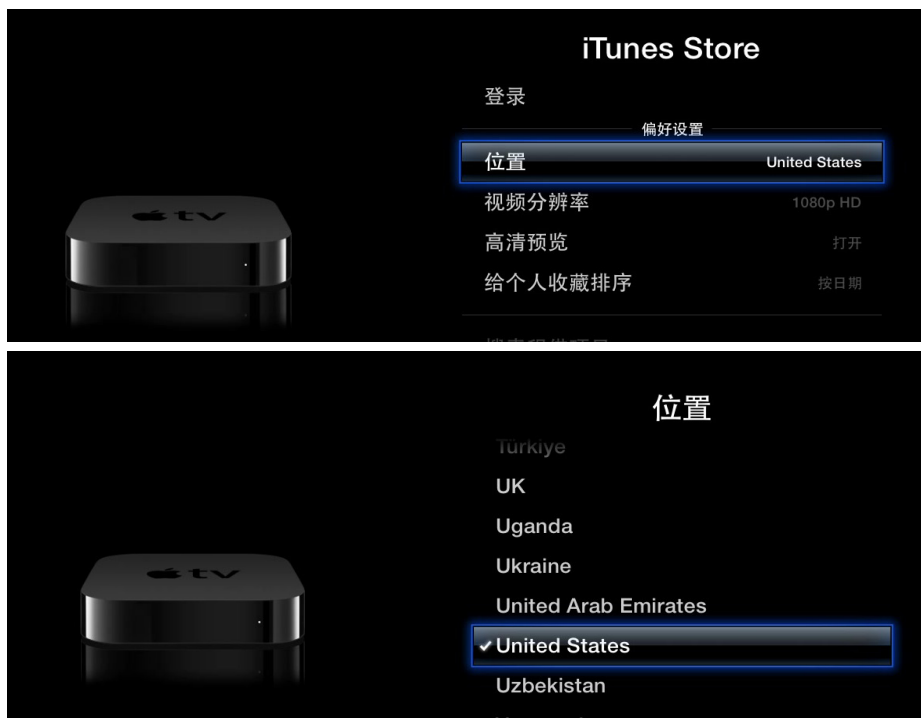 iTunes Store
登录
偏好设置
位置 United States
视频分辨率 1080p HD
高清预览 打开
给个人收藏排序 按日期
tv
位置
Türkiye
UK
Uganda
Ukraine
United Arab Emirates
United States
Uzbekistan
tv